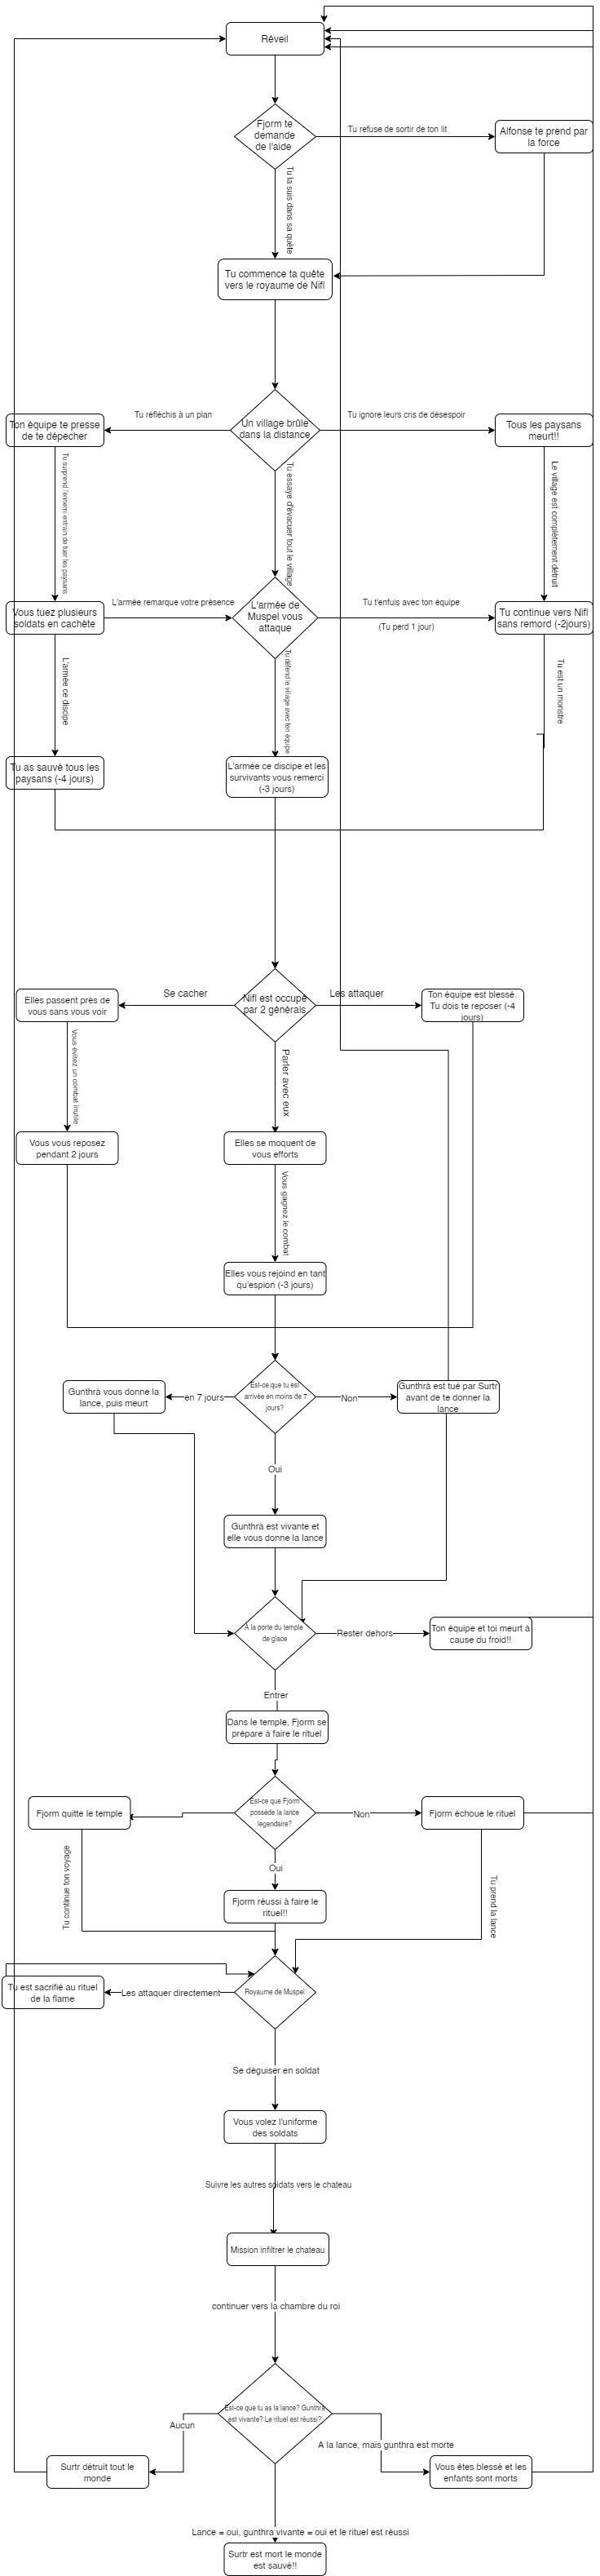 Réveil
Fjorm te
demande
de l'aide
Tu refuse de sortir de ton lit
Alfonse te prend par
la force
Tu la suis dans sa quête
Tu commence ta quête
vers le royaume de Nifl
Ton équipe te presse
de te dépecher
Tu réfléchis à un plan
Un village brûle
dans la distance
Tu ignore leurs cris de désespoir
Tous les paysans
meurt!!
Tu surprend l'ennemi entrain de tuer les paysans
Tu essaye d'évacuer tout le village
Le village est complétement détruit
Vous tuez plusieurs
soldats en cachète
L'armée remarque votre présence
L'armée de
Muspel vous
attaque
Tu t'enfuis avec ton équipe
(Tu perd 1 jour)
Tu continue vers Nifl
sans remord (-2jours)
L'armée ce discipe
Tu défend le village avec ton équipe
Tu est un monstre
Tu as sauvé tous les
paysans (-4 jours)
L'armée ce discipe et les
survivants vous remerci
(-3 jours)
Elles passent près de
vous sans vous voir
Se cacher
Nifl est occupé
par 2 générals
Les attaquer
Ton équipe est blessé.
Tu dois te reposer (-4
jours)
Vous évitez un combat inutile
Parler avec eux
Vous vous reposez
pendant 2 jours
Elles se moquent de
vous efforts
Vous gagnez le combat
Elles vous rejoind en tant
qu'espion (-3 jours)
Gunthrà vous donne la
lance, puis meurt
en 7 jours
Est-ce que tu est
arrivée en moins de 7
jours?
Non
Gunthrà est tué par Surtr
avant de te donner la
lance
Oui
Gunthrà est vivante et
elle vous donne la lance
A la porte du temple
de glace
Rester dehors
Ton équipe et toi meurt à
cause du froid!!
Entrer
Dans le temple, Fjorm se
prépare à faire le rituel
Fjorm quitte le temple
Est-ce que Fjorm
possède la lance
legendaire?
Non
Fjorm échoue le rituel
Tu continue ton voyage
Oui
Tu prend la lance
Fjorm réussi à faire le
rituel!!
Tu est sacrifié au rituel
de la flame
Les attaquer directement
Royaume de Muspel
Se déguiser en soldat
Vous volez l'uniforme
des soldats
Suivre les autres soldats vers le chateau
Mission infiltrer le chateau
continuer vers la chambre du roi
Est-ce que tu as la lance? Gunthra
est vivante? Le rituel est réussi?
Aucun
A la lance, mais gunthra est morte
Surtr détruit tout le
monde
Vous êtes blessé et les
enfants sont morts
Lance = oui, gunthra vivante = oui et le rituel est réussi
Surtr est mort le monde
est sauvé!!